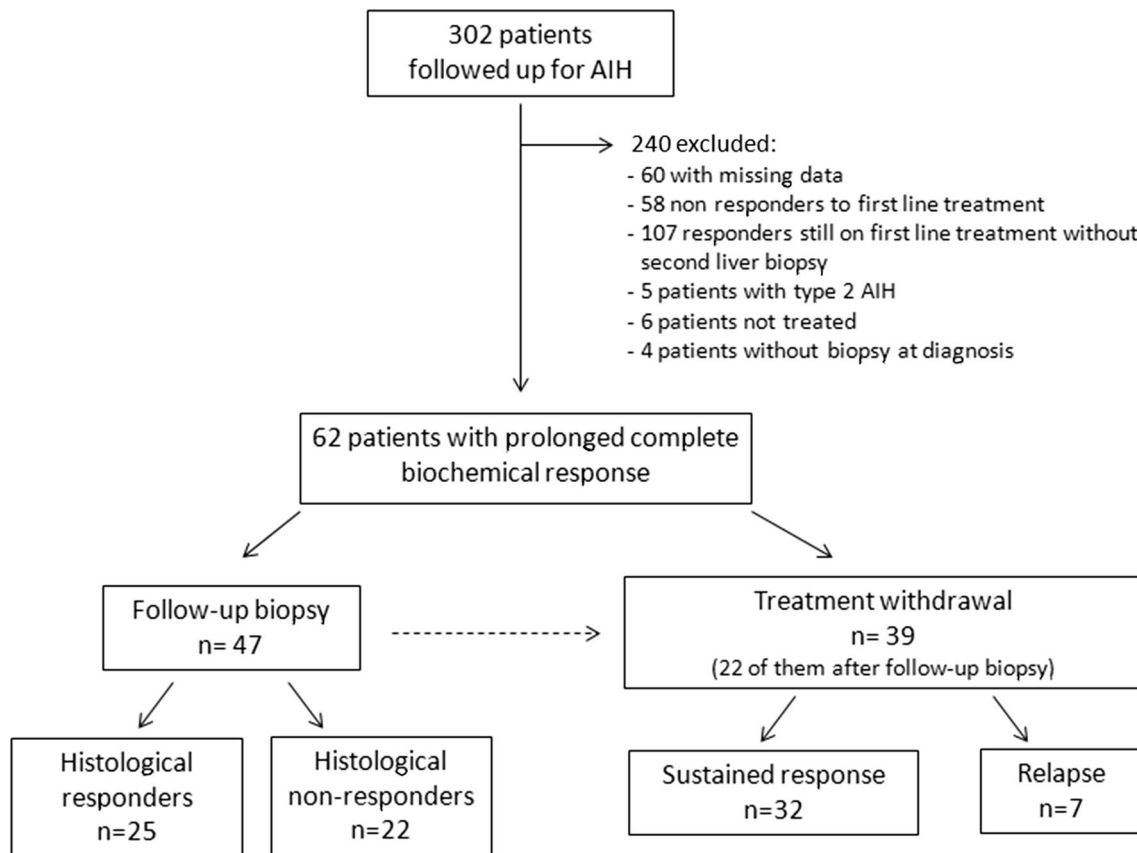 302 patients
followed up for AIH
240 excluded:
- 60 with missing data
- 58 non responders to first line treatment
- 107 responders still on first line treatment without
second liver biopsy
- 5 patients with type 2 AIH
- 6 patients not treated
- 4 patients without biopsy at diagnosis
62 patients with prolonged complete
biochemical response
Follow-up biopsy
n= 47
Treatment withdrawal
n= 39
(22 of them after follow-up biopsy)
Histological
responders
n=25
Histological
non-responders
n=22
Sustained response
n=32
Relapse
n=7